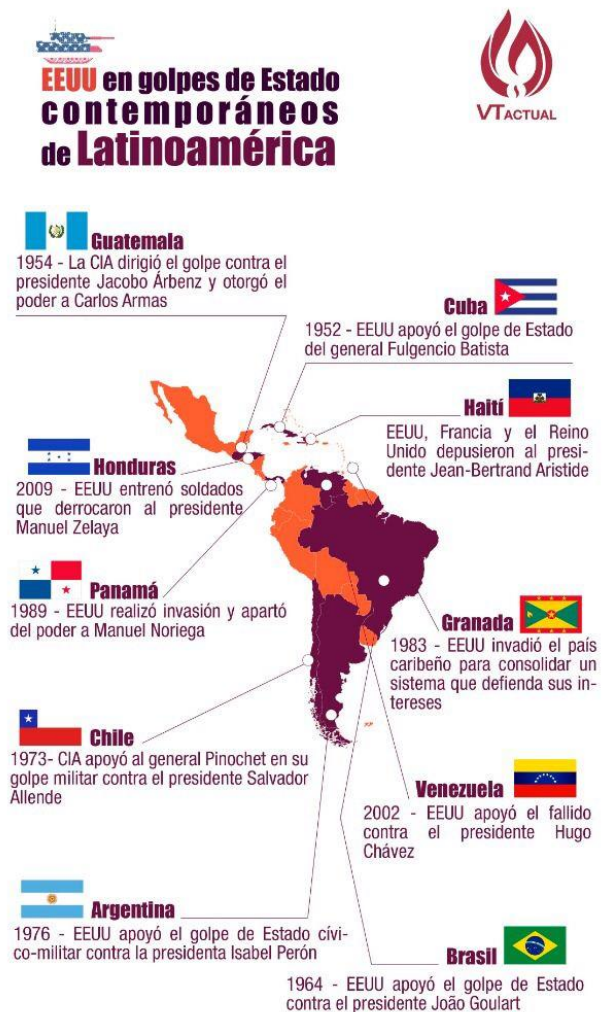 EEUU en golpes de Estado
contemporáneos
de Latinoamérica
VTACTUAL
Guatemala
1954 - La CIA dirigió el golpe contra el
presidente Jacobo Árbenz y otorgó el
poder a Carlos Armas
Cuba
1952 - EEUU apoyó el golpe de Estado
del general Fulgencio Batista
Haití
EEUU, Francia y el Reino
Unido depusieron al presi-
dente Jean-Bertrand Aristide
Honduras
2009 - EEUU entrenó soldados
que derrocaron al presidente
Manuel Zelaya
Panamá
1989 - EEUU realizó invasión y apartó
del poder a Manuel Noriega
Granada
1983 - EEUU invadió el país
caribeño para consolidar un
sistema que defienda sus in-
tereses
Chile
1973- CIA apoyó al general Pinochet en su
golpe militar contra el presidente Salvador
Allende
Venezuela
2002 - EEUU apoyó el fallido
contra el presidente Hugo
Chávez
Argentina
1976 - EEUU apoyó el golpe de Estado cívi-
co-militar contra la presidenta Isabel Perón
Brasil
1964 - EEUU apoyó el golpe de Estado
contra el presidente João Goulart